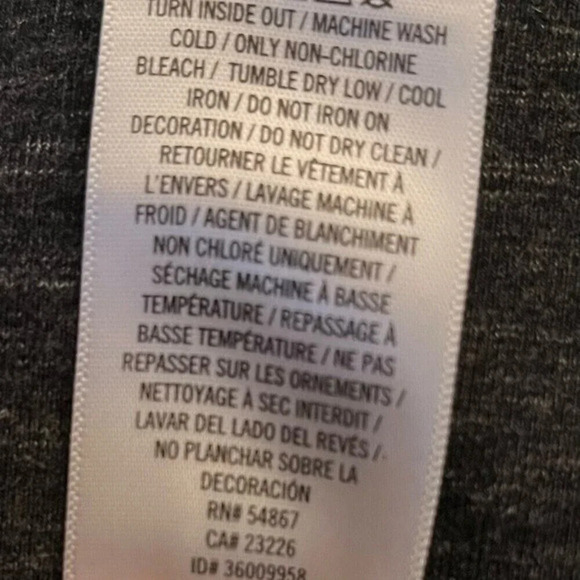 TURN INSIDE OUT / MACHINE WASH
COLD / ONLY NON-CHLORINE
BLEACH / TUMBLE DRY LOW / COOL
IRON / DO NOT IRON ON
DECORATION / DO NOT DRY CLEAN /
RETOURNER LE VÊTEMENT À
L'ENVERS / LAVAGE MACHINE À
FROID / AGENT DE BLANCHIMENT
NON CHLORÉ UNIQUEMENT /
SÉCHAGE MACHINE À BASSE
TEMPÉRATURE / REPASSAGE À
BASSE TEMPÉRATURE / NE PAS
REPASSER SUR LES ORNEMENTS /
NETTOYAGE À SEC INTERDIT /
LAVAR DEL LADO DEL REVÉS /
NO PLANCHAR SOBRE LA
DECORACIÓN
RN# 54867
CA# 23226
ID# 36009958